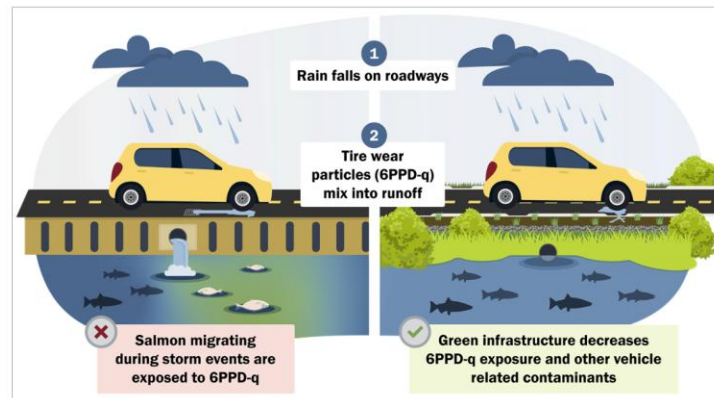 1
Rain falls on roadways
2
Tire wear
particles (6PPD-q)
mix into runoff
Salmon migrating
during storm events are
exposed to 6PPD-q
Green infrastructure decreases
6PPD-q exposure and other vehicle
related contaminants